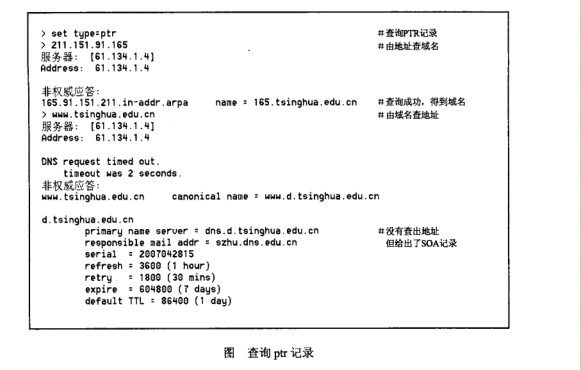 > set type=ptr #查询PTR记录
> 211.151.91.165 #由地址查域名
服务器: [61.134.1.4]
Address: 61.134.1.4
非权威应答:
165.91.151.211.in-addr.arpa name = 165.tsinghua.edu.cn #查询成功，得到域名
> www.tsinghua.edu.cn #由域名查地址
服务器: [61.134.1.4]
Address: 61.134.1.4
DNS request timed out.
timeout was 2 seconds.
非权威应答:
www.tsinghua.edu.cn canonical name = www.d.tsinghua.edu.cn
d.tsinghua.edu.cn
primary name server = dns.d.tsinghua.edu.cn #没有查出地址
responsible mail addr = szhu.dns.edu.cn 但给出了SOA记录
serial = 2007042815
refresh = 3600 (1 hour)
retry = 1800 (30 mins)
expire = 604800 (7 days)
default TTL = 86400 (1 day)
图 查询 ptr 记录